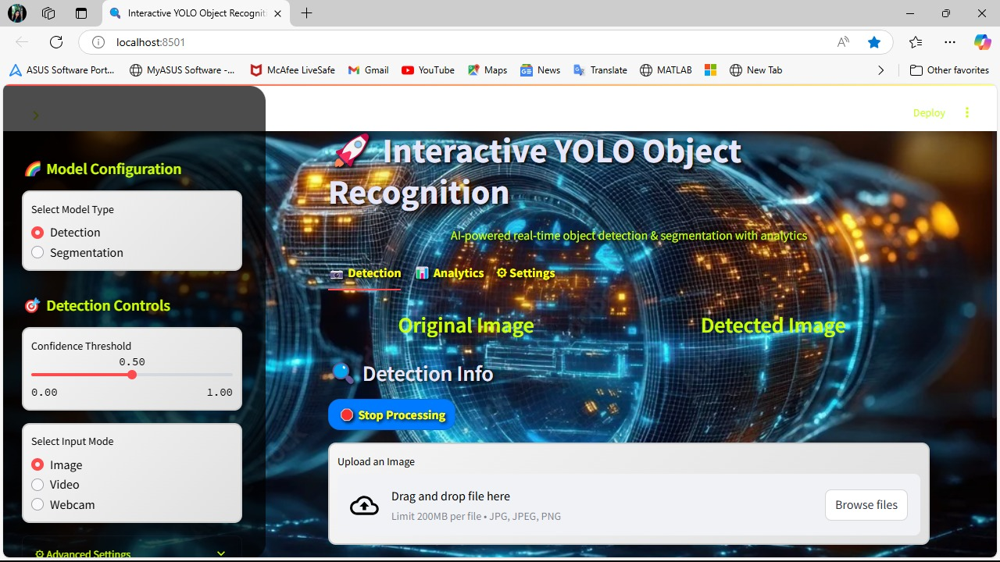 Interactive YOLO Object Recogniti
localhost:8501
ASUS Software Port...
MyASUS Software -...
McAfee LiveSafe
Gmail
YouTube
Maps
News
Translate
MATLAB
New Tab
Other favorites
Deploy
Model Configuration
Select Model Type
Detection
Segmentation
Detection Controls
Confidence Threshold
0.50
0.00 1.00
Select Input Mode
Image
Video
Webcam
Advanced Settings
Interactive YOLO Object
Recognition
AI-powered real-time object detection & segmentation with analytics
Detection Analytics Settings
Original Image Detected Image
Detection Info
Stop Processing
Upload an Image
Drag and drop file here
Limit 200MB per file • JPG, JPEG, PNG
Browse files